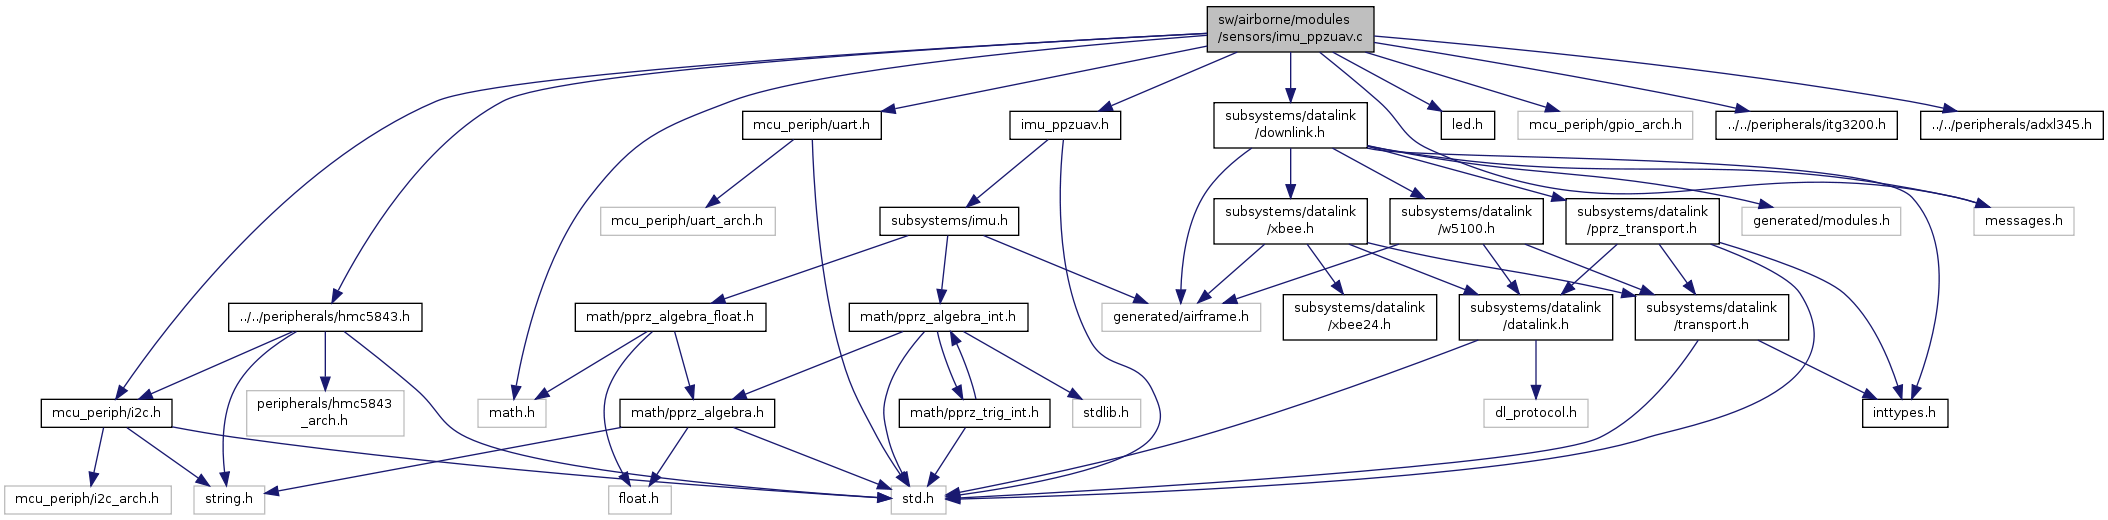 sw/airborne/modules
/sensors/imu_ppzuav.c
mcu_periph/uart.h
imu_ppzuav.h
subsystems/datalink
/downlink.h
led.h
mcu_periph/gpio_arch.h
../../peripherals/itg3200.h
../../peripherals/adxl345.h
mcu_periph/uart_arch.h
subsystems/imu.h
subsystems/datalink
/xbee.h
subsystems/datalink
/w5100.h
subsystems/datalink
/pprz_transport.h
generated/modules.h
messages.h
../../peripherals/hmc5843.h
math/pprz_algebra_float.h
math/pprz_algebra_int.h
generated/airframe.h
subsystems/datalink
/xbee24.h
subsystems/datalink
/datalink.h
subsystems/datalink
/transport.h
mcu_periph/i2c.h
peripherals/hmc5843
_arch.h
math.h
math/pprz_algebra.h
math/pprz_trig_int.h
stdlib.h
dl_protocol.h
inttypes.h
mcu_periph/i2c_arch.h
string.h
float.h
std.h